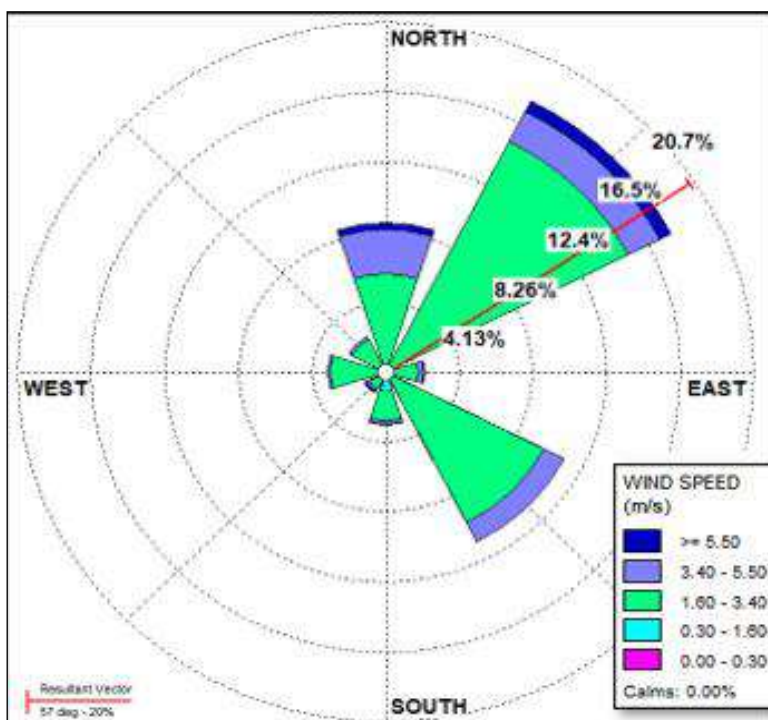 NORTH
20.7%
16.5%
12.4%
8.26%
4.13%
WEST
EAST
WIND SPEED
(m/s)
>= 5.50
3.40 - 5.50
1.60 - 3.40
0.30 - 1.60
0.00 - 0.30
Calms: 0.00%
Resultant Vector
57 deg - 20%
SOUTH